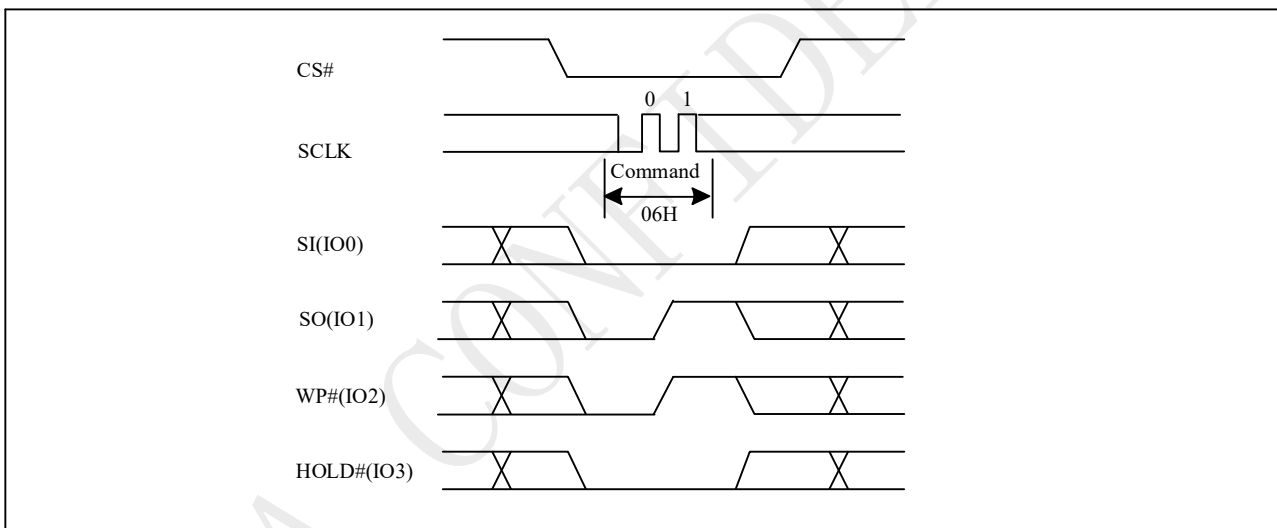 CS#
0 1
SCLK
Command
06H
SI(IO0)
SO(IO1)
WP#(IO2)
HOLD#(IO3)